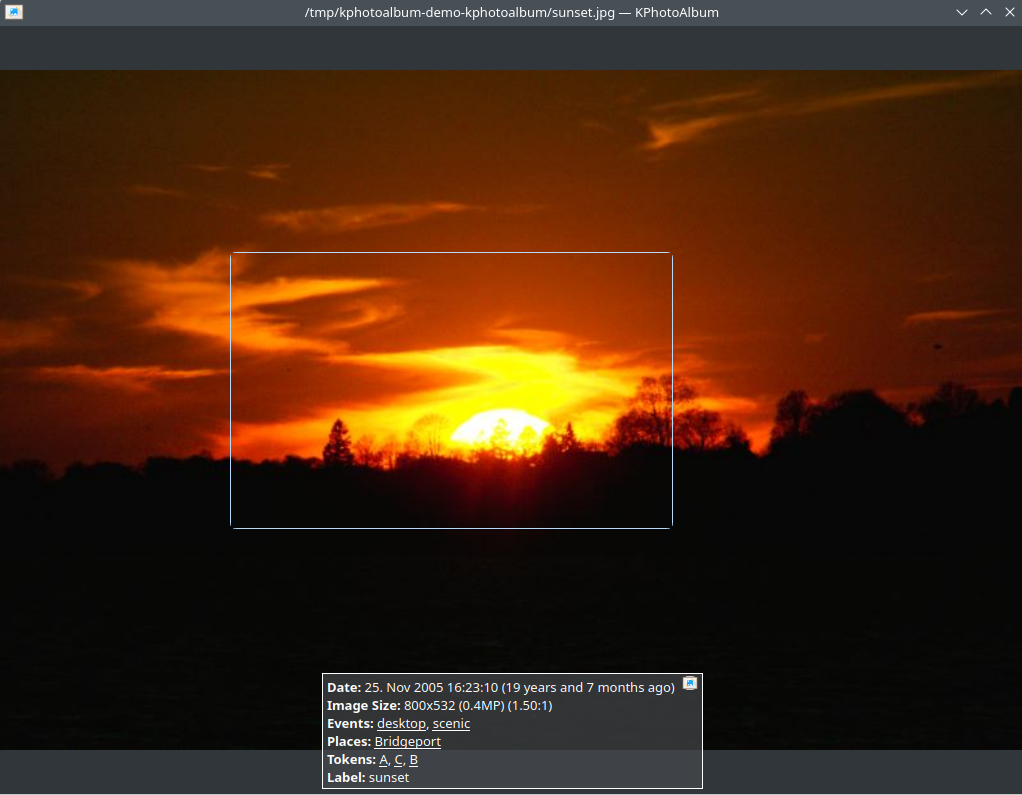 /tmp/kphotoalbum-demo-kphotoalbum/sunset.jpg — KPhotoAlbum
Date: 25. Nov 2005 16:23:10 (19 years and 7 months ago)
Image Size: 800x532 (0.4MP) (1.50:1)
Events: desktop, scenic
Places: Bridgeport
Tokens: A, C, B
Label: sunset